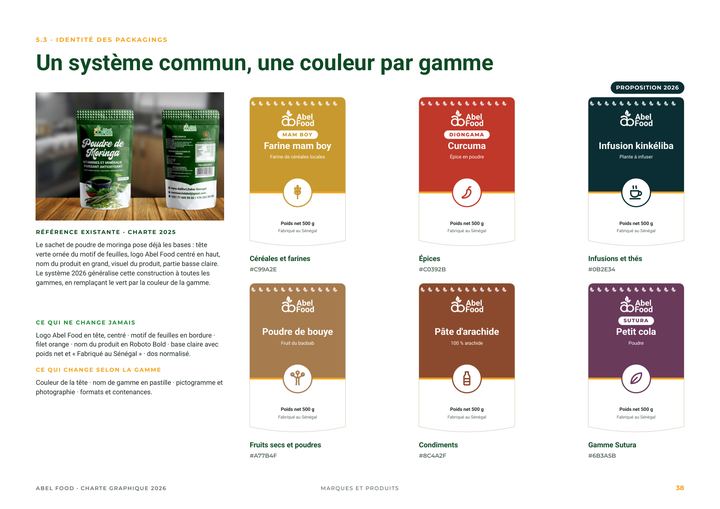 5.3 · IDENTITÉ DES PACKAGINGS
Un système commun, une couleur par gamme
PROPOSITION 2026
Poudre de
Moringa
RÉFÉRENCE EXISTANTE · CHARTE 2025
Le sachet de poudre de moringa pose déjà les bases : tête
verte ornée du motif de feuilles, logo Abel Food centré en haut,
nom du produit en grand, visuel du produit, partie basse claire.
Le système 2026 généralise cette construction à toutes les
gammes, en remplaçant le vert par la couleur de la gamme.
CE QUI NE CHANGE JAMAIS
Logo Abel Food en tête, centré · motif de feuilles en bordure ·
filet orange · nom du produit en Roboto Bold · base claire avec
poids net et « Fabriqué au Sénégal » · dos normalisé.
CE QUI CHANGE SELON LA GAMME
Couleur de la tête · nom de gamme en pastille · pictogramme et
photographie · formats et contenances.
Abel
Food
MAM BOY
Farine mam boy
Farine de céréales locales
Poids net 500 g
Fabriqué au Sénégal
Céréales et farines
#C99A2E
Abel
Food
DIONGAMA
Curcuma
Épice en poudre
Poids net 500 g
Fabriqué au Sénégal
Épices
#C0392B
Abel
Food
Infusion kinkéliba
Plante à infuser
Poids net 500 g
Fabriqué au Sénégal
Infusions et thés
#0B2E34
Abel
Food
Poudre de bouye
Fruit du baobab
Poids net 500 g
Fabriqué au Sénégal
Fruits secs et poudres
#A77B4F
Abel
Food
Pâte d'arachide
100 % arachide
Poids net 500 g
Fabriqué au Sénégal
Condiments
#8C4A2F
Abel
Food
SUTURA
Petit cola
Poudre
Poids net 500 g
Fabriqué au Sénégal
Gamme Sutura
#6B3A5B
ABEL FOOD · CHARTE GRAPHIQUE 2026
MARQUES ET PRODUITS
38